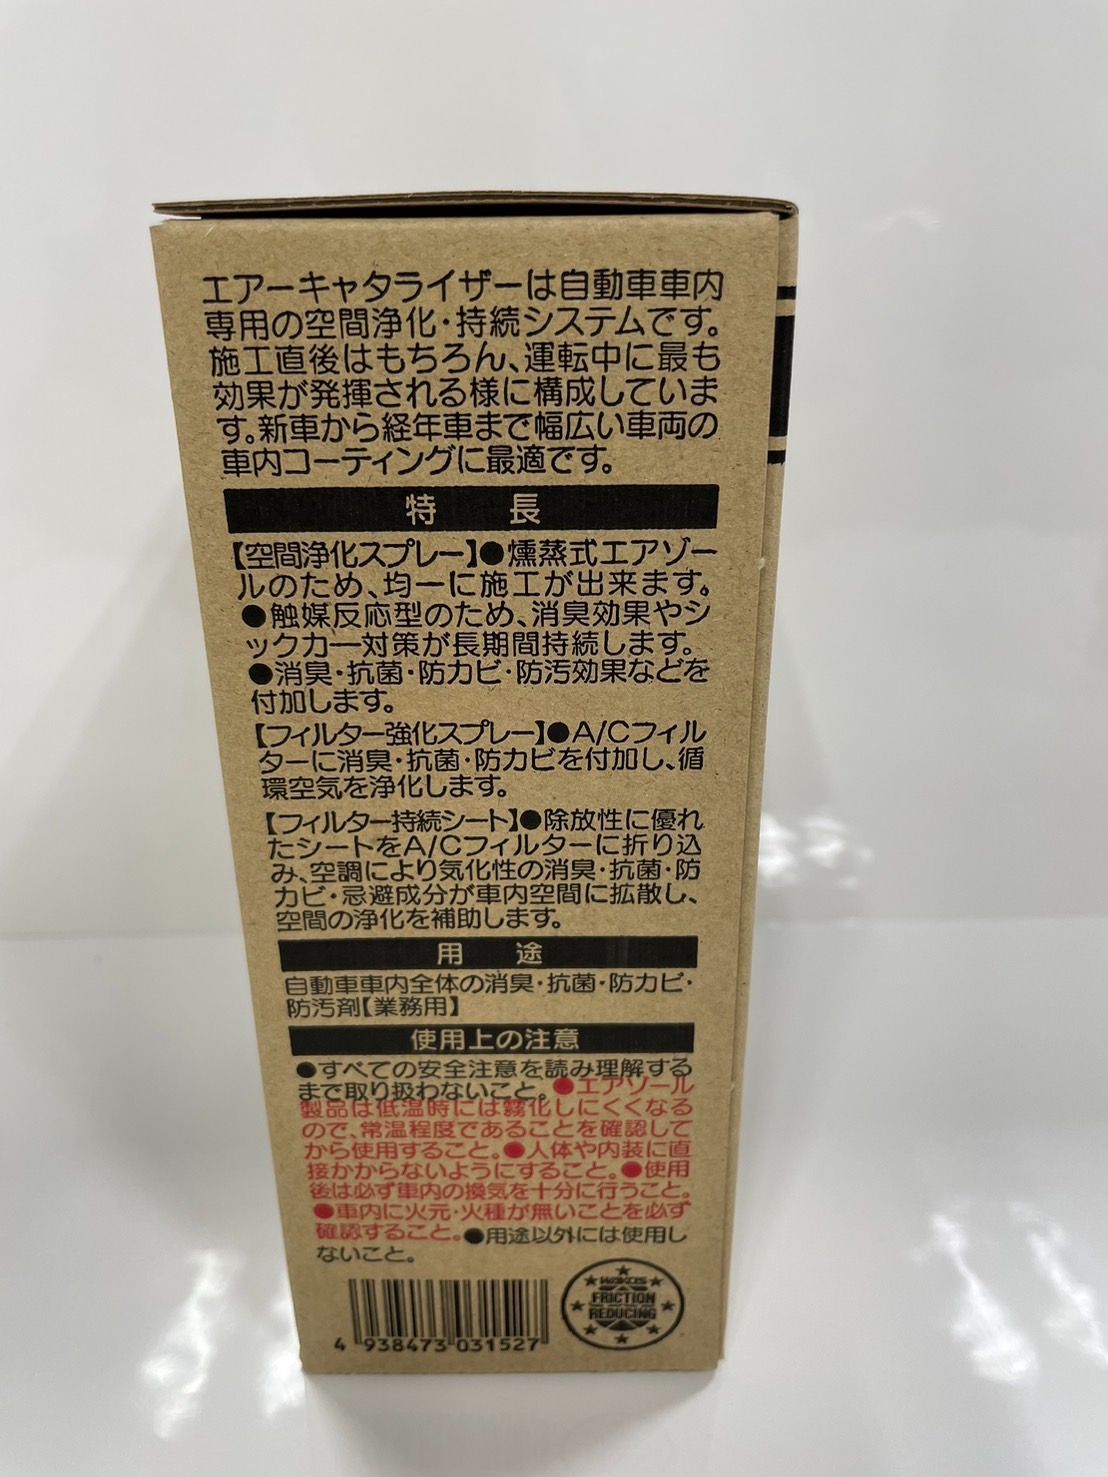 エアーキャタライザーは自動車車内
専用の空間浄化・持続システムです。
施工直後はもちろん、運転中に最も
効果が発揮される様に構成していま
す。新車から経年車まで幅広い車両の
車内コーティングに最適です。
特長
【空間浄化スプレー】●燻蒸式エアゾー
ルのため、均一に施工が出来ます。
●触媒反応型のため、消臭効果やシ
ックカー対策が長期間持続します。
●消臭・抗菌・防カビ・防汚効果などを
付加します。
【フィルター強化スプレー】●A/Cフィル
ターに消臭・抗菌・防カビを付加し、循
環空気を浄化します。
【フィルター持続シート】●除放性に優れ
たシートをA/Cフィルターに折り込
み、空調により気化性の消臭・抗菌・防
カビ・忌避成分が車内空間に拡散し、
空間の浄化を補助します。
用途
自動車車内全体の消臭・抗菌・防カビ・
防汚剤【業務用】
使用上の注意
●すべての安全注意を読み理解する
まで取り扱わないこと。●エアゾール
製品は低温時には霧化しにくくなる
ので、常温程度であることを確認して
から使用すること。●人体や内装に直
接かからないようにすること。●使用
後は必ず車内の換気を十分に行うこと。
●車内に火元・火種が無いことを必ず
確認すること。●用途以外には使用し
ないこと。
4 938473 031527
WAKO'S
FRICTION
REDUCING